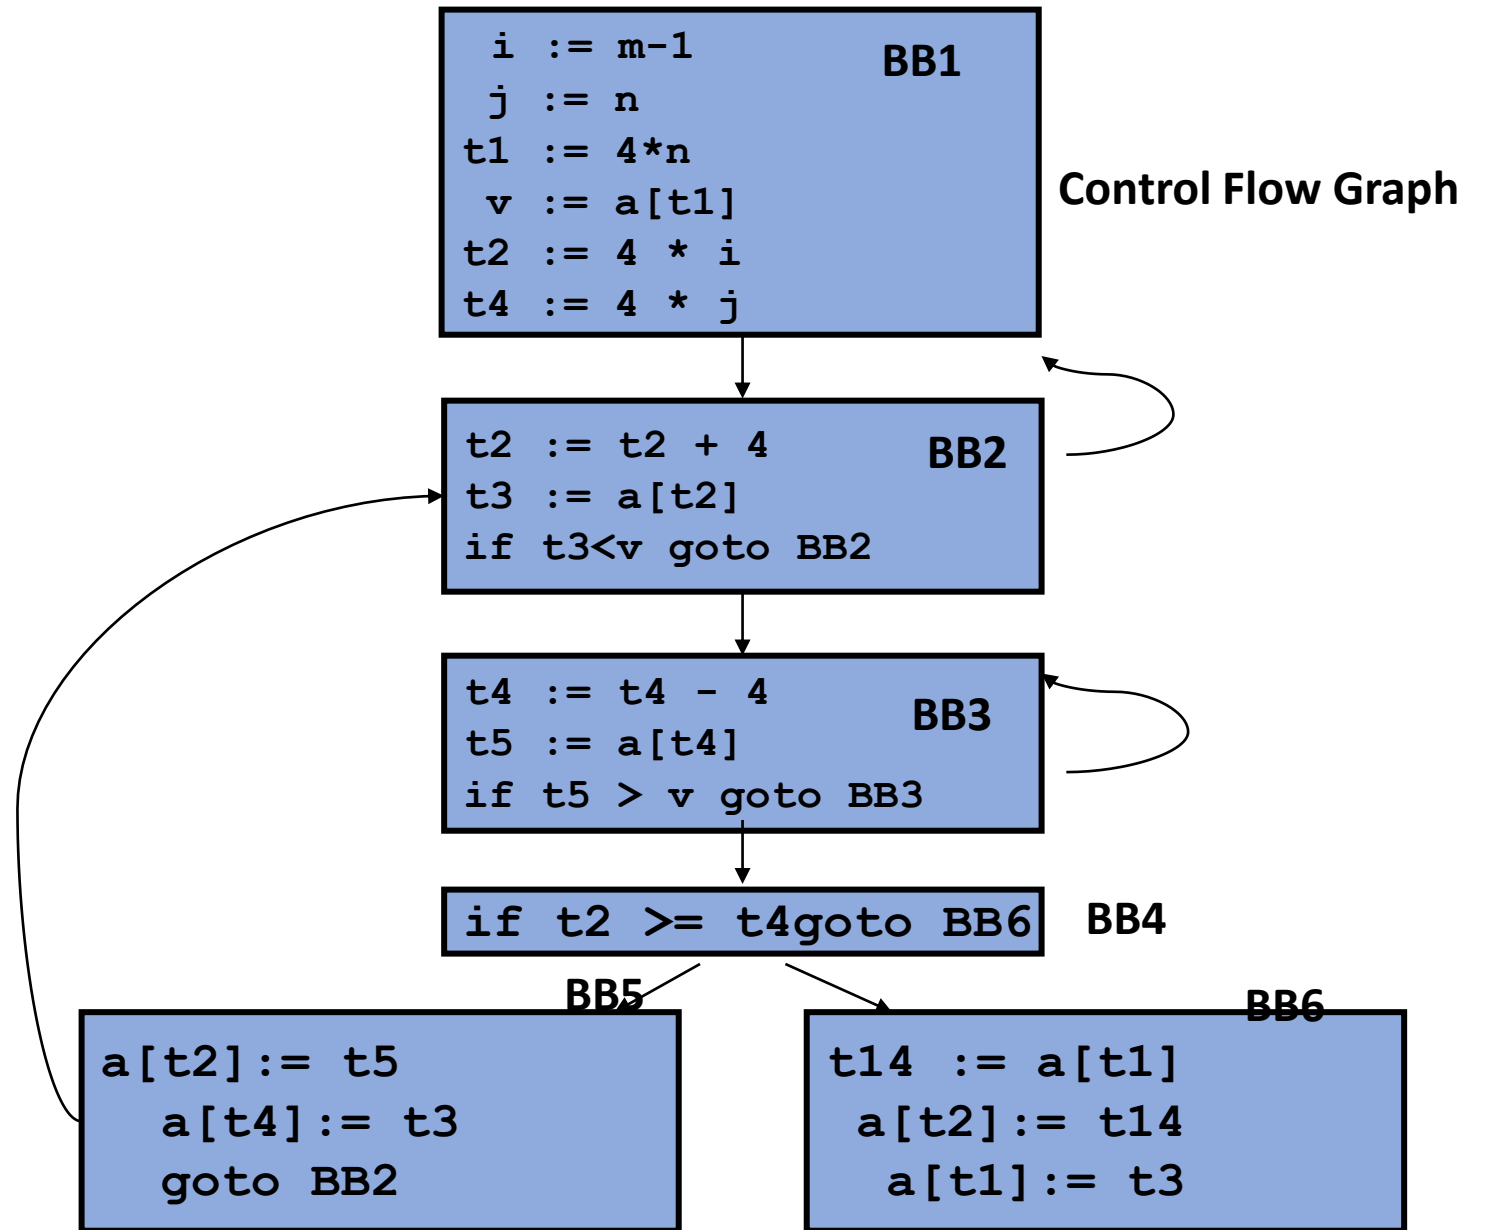 i := m-1
BB1
j := n
t1 := 4*n
v := a[t1]
t2 := 4 * i
t4 := 4 * j
Control Flow Graph
t2 := t2 + 4
BB2
t3 := a[t2]
if t3<v goto BB2
t4 := t4 - 4
BB3
t5 := a[t4]
if t5 > v goto BB3
if t2 >= t4goto BB6
BB4
BB5
a[t2]:= t5
a[t4]:= t3
goto BB2
BB6
t14 := a[t1]
a[t2]:= t14
a[t1]:= t3